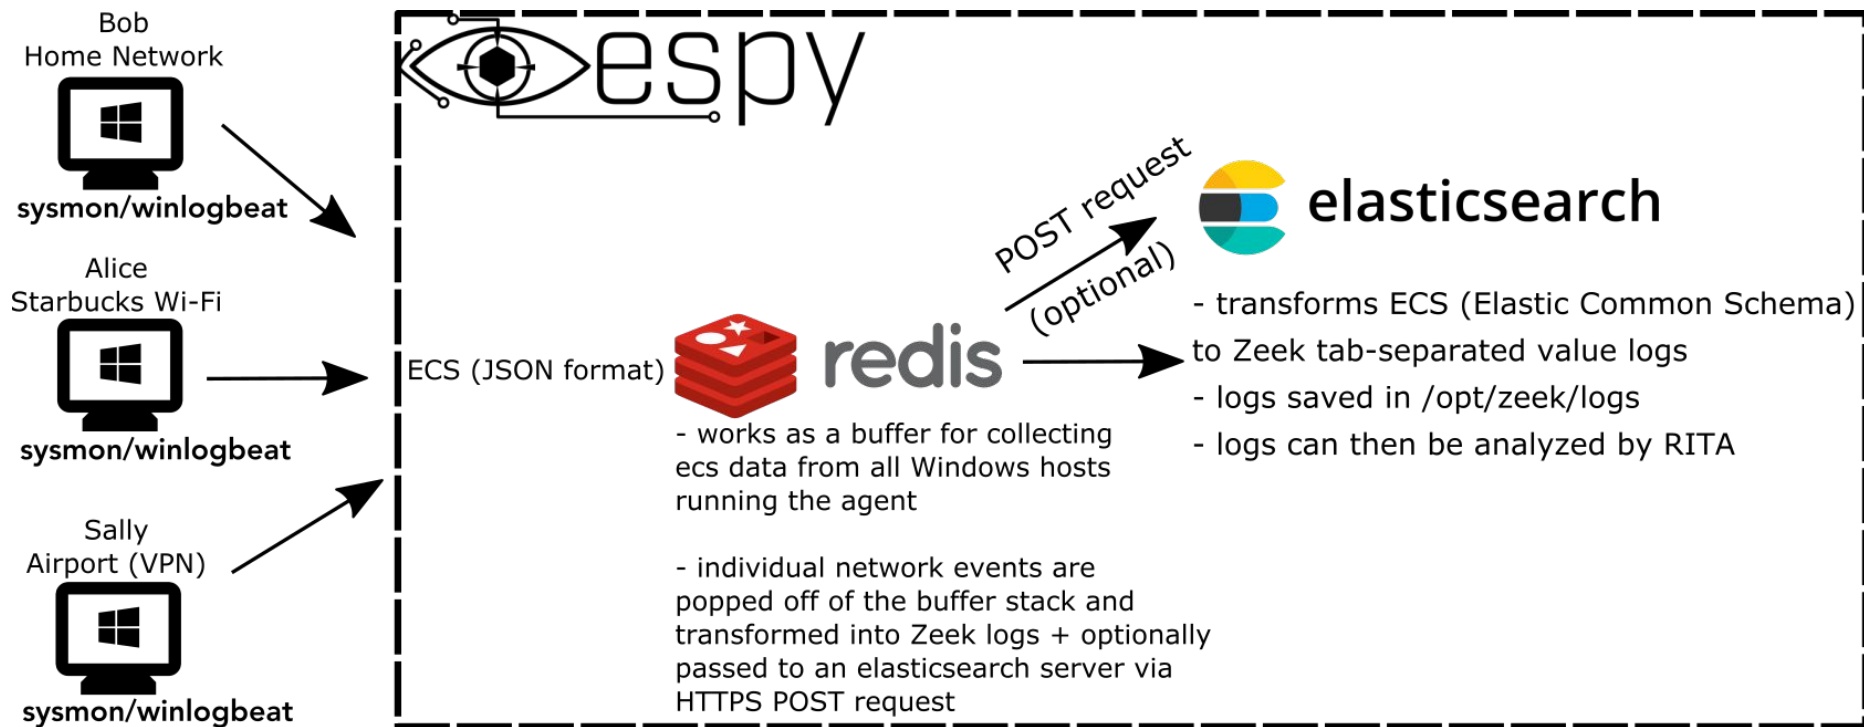 Bob
Home Network
sysmon/winlogbeat
Alice
Starbucks Wi-Fi
sysmon/winlogbeat
Sally
Airport (VPN)
sysmon/winlogbeat
espy
ECS (JSON format)
redis
- works as a buffer for collecting
ecs data from all Windows hosts
running the agent
- individual network events are
popped off of the buffer stack and
transformed into Zeek logs + optionally
passed to an elasticsearch server via
HTTPS POST request
POST request
(optional)
elasticsearch
- transforms ECS (Elastic Common Schema)
to Zeek tab-separated value logs
- logs saved in /opt/zeek/logs
- logs can then be analyzed by RITA